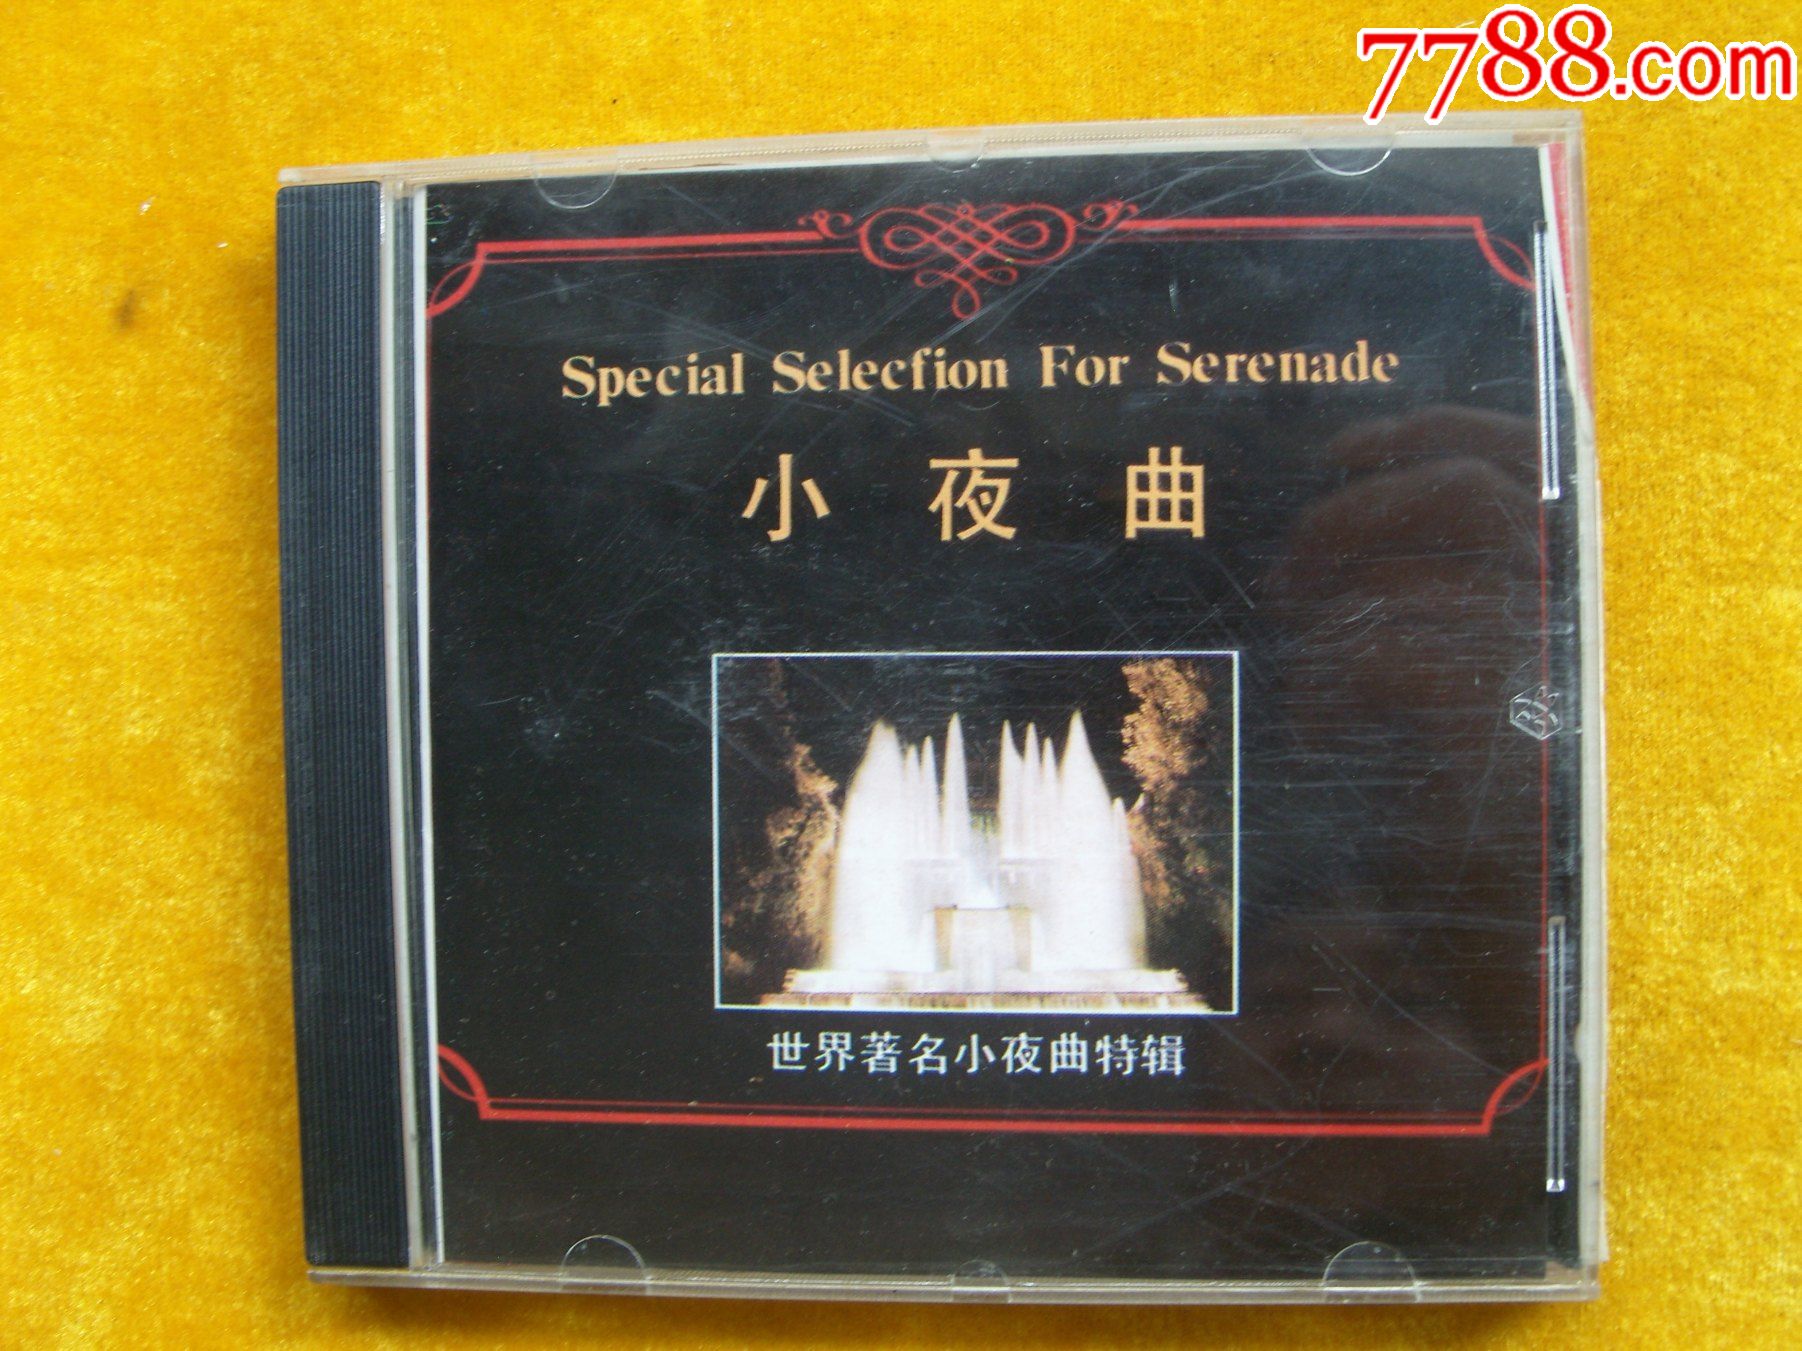 7788.com
Special Selecfion For Serenade
小夜曲
世界著名小夜曲特辑